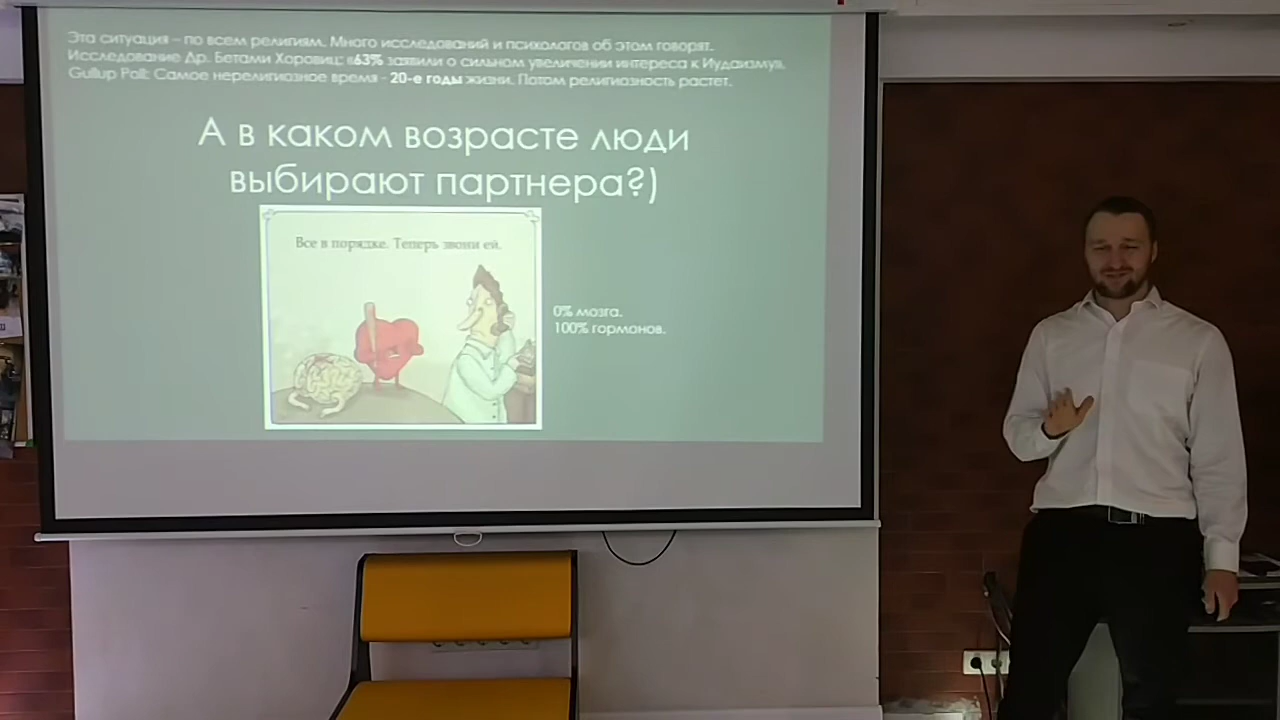 Эта ситуация – по всем религиям. Много исследований и психологов об этом говорят.
Исследование Др. Бетами Хоровиц: «63% заявили о сильном увеличении интереса к Иудаизму».
Gullup Poll: Самое нерелигиозное время - 20-е годы жизни. Потом религиозность растет.
А в каком возрасте люди
выбирают партнера?)
Все в порядке. Теперь звони ей.
0% мозга.
100% гормонов.